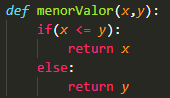 def menorValor(x,y):
    if(x <= y):
        return x
    else:
        return y